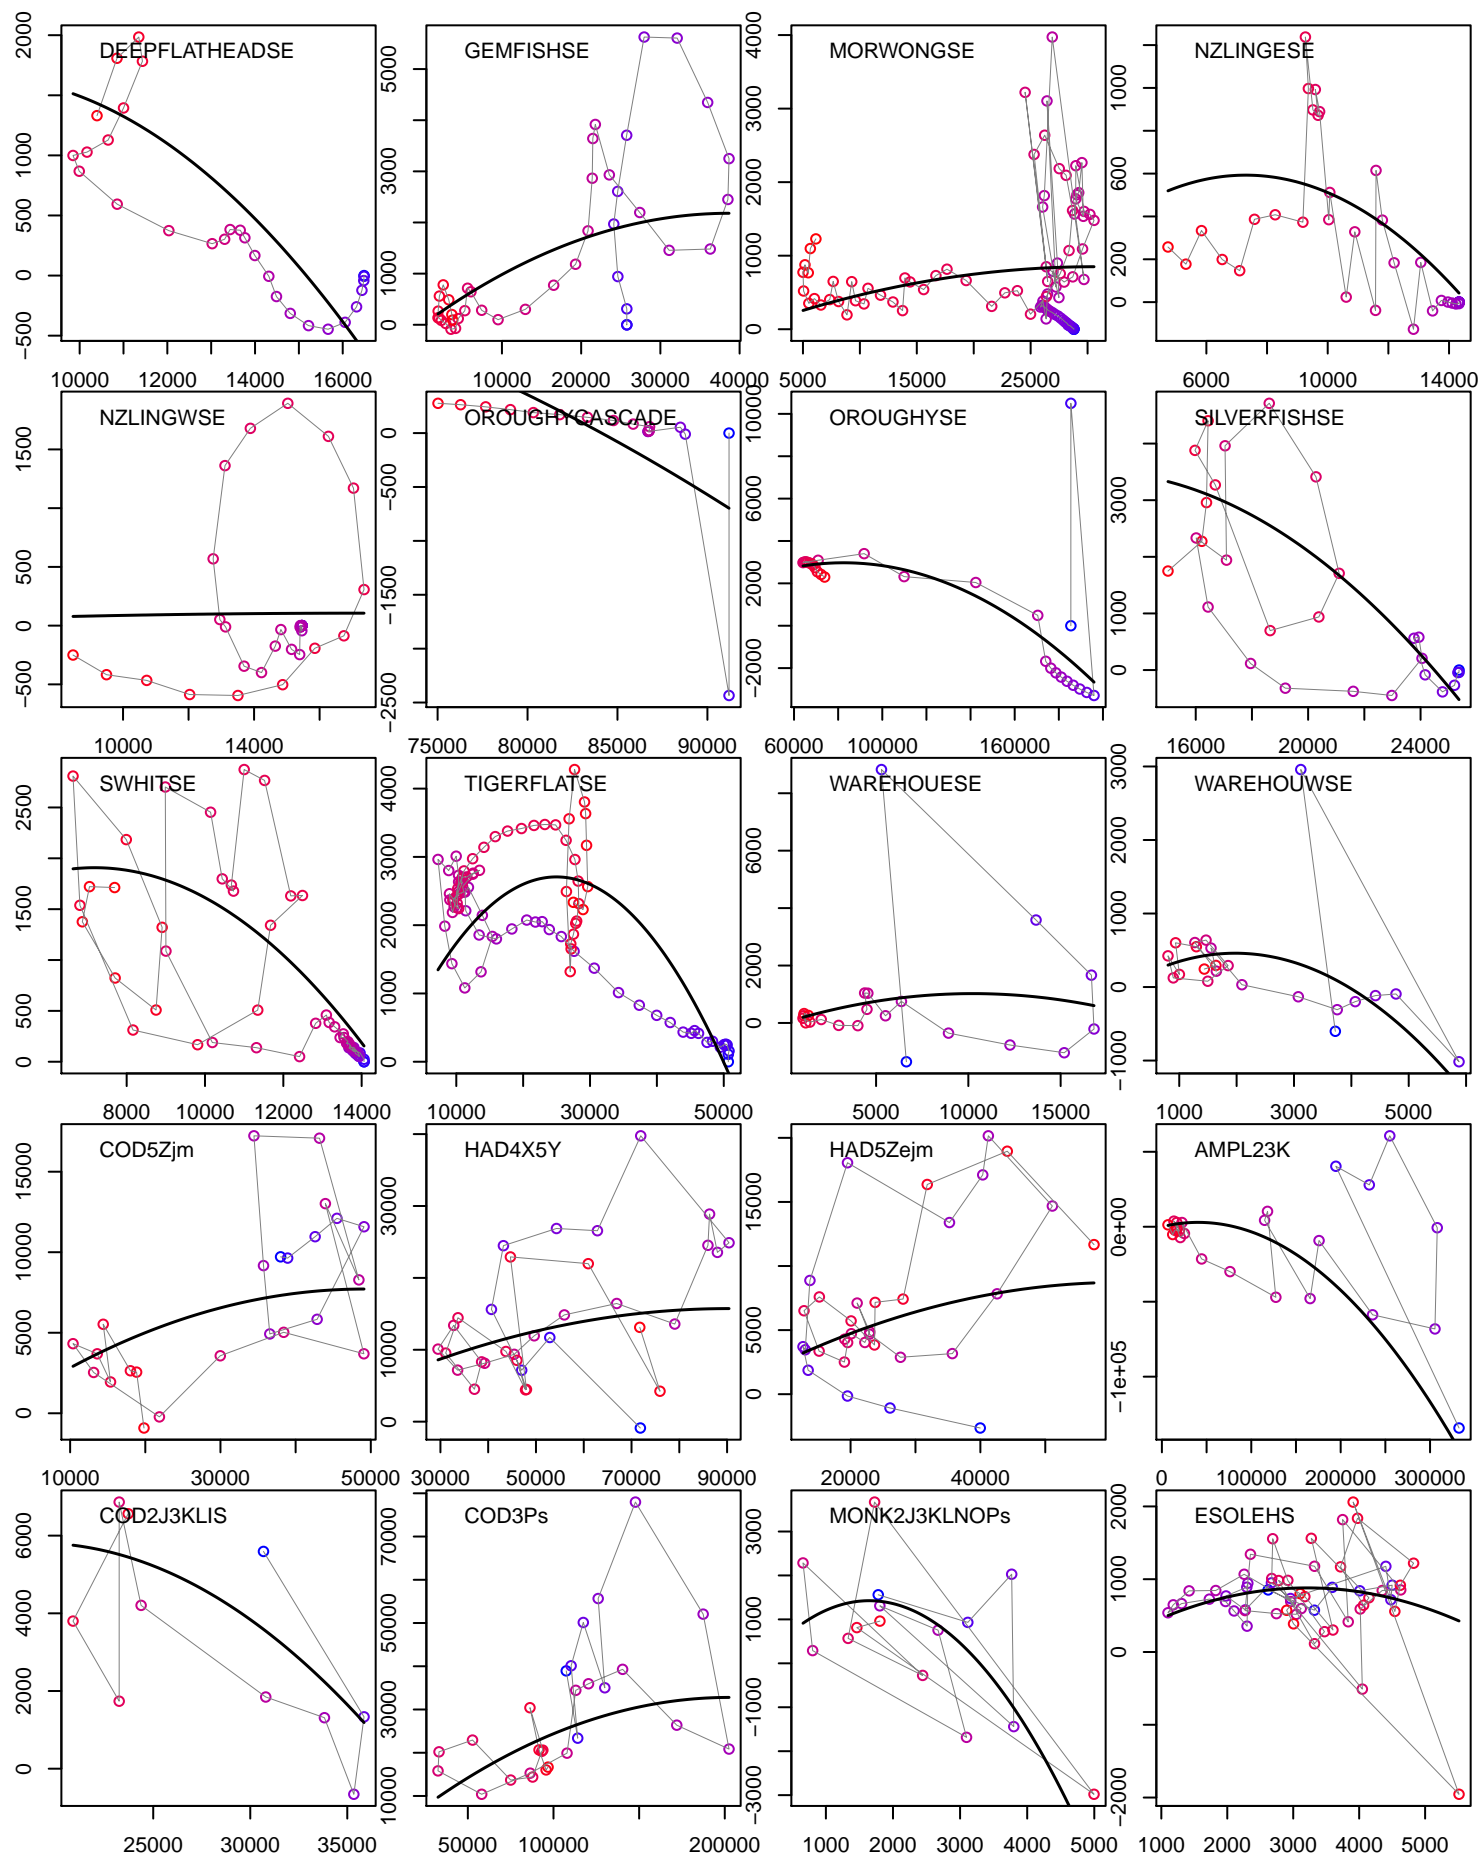 DEEPFLATHEADSE
−500 0 500 1000 2000
10000 12000 14000 16000
GEMFISHSE
0 1000 3000 5000
10000 20000 30000 40000
MORWONGSE
0 1000 2000 3000 4000
5000 15000 25000
NZLINGESE
0 200 600 1000
6000 10000 14000
NZLINGWSE
−500 0 500 1500
10000 14000
OROUGHYCASCADE
−2500 −1500 −500 0
75000 80000 85000 90000
OROUGHYSE
−2000 2000 6000 10000
60000 100000 160000
SILVERFISHSE
0 1000 3000
16000 20000 24000
SWHITSE
0 500 1500 2500
8000 10000 12000 14000
TIGERFLATSE
0 1000 2000 3000 4000
10000 30000 50000
WAREHOUESE
0 2000 6000
5000 10000 15000
WAREHOUWSE
−1000 0 1000 2000 3000
1000 3000 5000
COD5Zjm
0 5000 10000 15000
10000 30000 50000
HAD4X5Y
0 10000 30000
30000 50000 70000 90000
HAD5Zejm
0 5000 15000
20000 40000
AMPL23K
−1e+05 0e+00
0 100000 200000 300000
COD2J3KLIS
0 2000 4000 6000
25000 30000 35000
COD3Ps
10000 30000 50000 70000
50000 100000 200000
MONK2J3KLNOPs
−3000 −1000 1000 3000
1000 2000 3000 4000 5000
ESOLEHS
−2000 0 1000 2000
1000 2000 3000 4000 5000